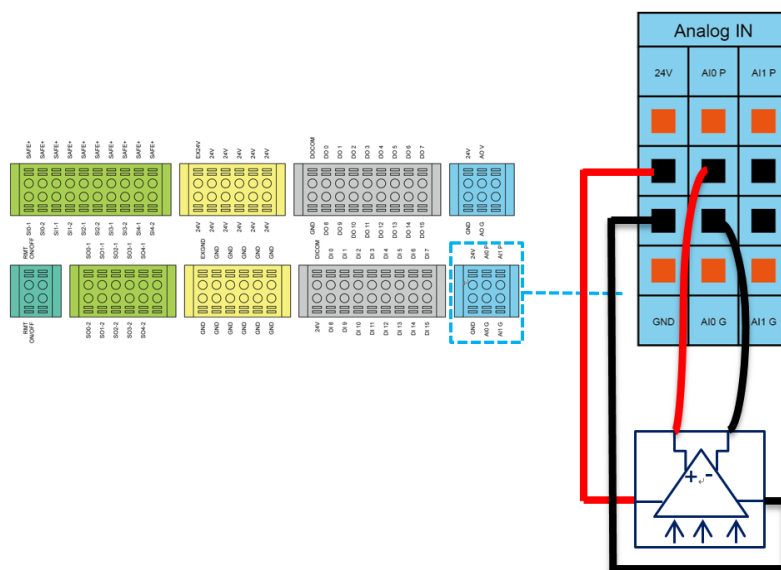 Analog IN
24V AI0 P AI1 P
GND AI0 G AI1 G
+ -
SAFE+ SAFE+ SAFE+ SAFE+ SAFE+ SAFE+ SAFE+ SAFE+ SAFE+
SI0-1 SI0-2 SI1-1 SI1-2 SI2-1 SI2-2 SI3-1 SI3-2 SI4-1 SI4-2
EX24V 24V 24V 24V 24V 24V
24V 24V GND GND GND GND
DOCOM DO 0 DO 1 DO 2 DO 3 DO 4 DO 5 DO 6 DO 7
GND DO 8 DO 9 DO 10 DO 11 DO 12 DO 13 DO 14 DO 15
24V AO V
GND AO G
RMT
ON/OFF
RMT
ON/OFF
SO0-1 SO1-1 SO2-1 SO3-1 SO4-1
SO0-2 SO1-2 SO2-2 SO3-2 SO4-2
EXGND GND GND GND GND GND
GND GND GND GND GND GND
DICOM DI 0 DI 1 DI 2 DI 3 DI 4 DI 5 DI 6 DI 7
24V DI 8 DI 9 DI 10 DI 11 DI 12 DI 13 DI 14 DI 15
24V AI0 P AI1 P
GND AI0 G AI1 G